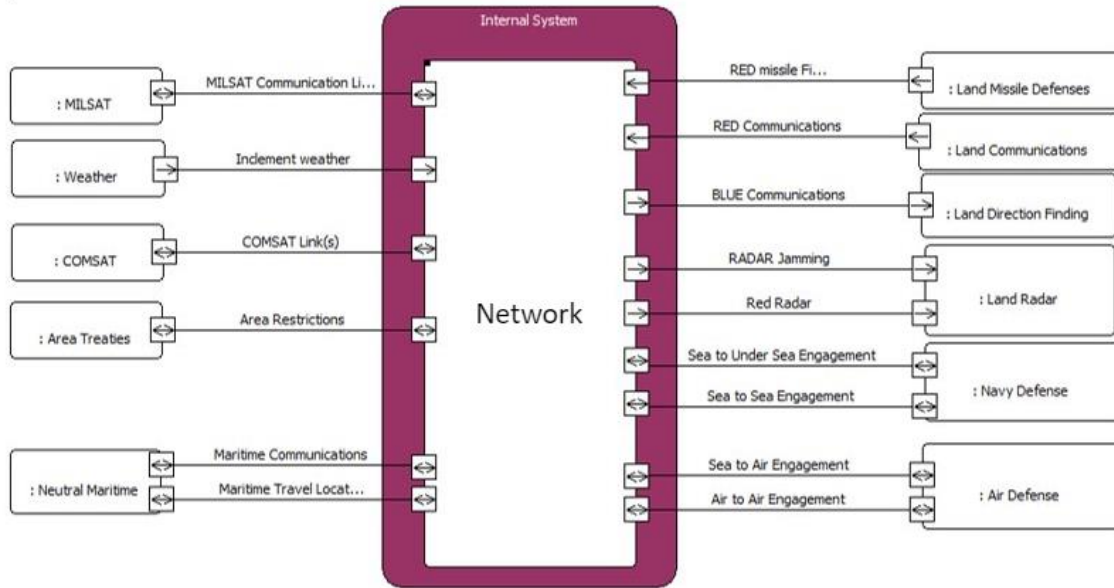 Internal System
: MILSAT
MILSAT Communication Li...
: Weather
Inclement weather
: COMSAT
COMSAT Link(s)
: Area Treaties
Area Restrictions
: Neutral Maritime
Maritime Communications
Maritime Travel Locat...
Network
RED missile Fi...
: Land Missile Defenses
RED Communications
: Land Communications
BLUE Communications
: Land Direction Finding
RADAR Jamming
Red Radar
: Land Radar
Sea to Under Sea Engagement
Sea to Sea Engagement
: Navy Defense
Sea to Air Engagement
Air to Air Engagement
: Air Defense